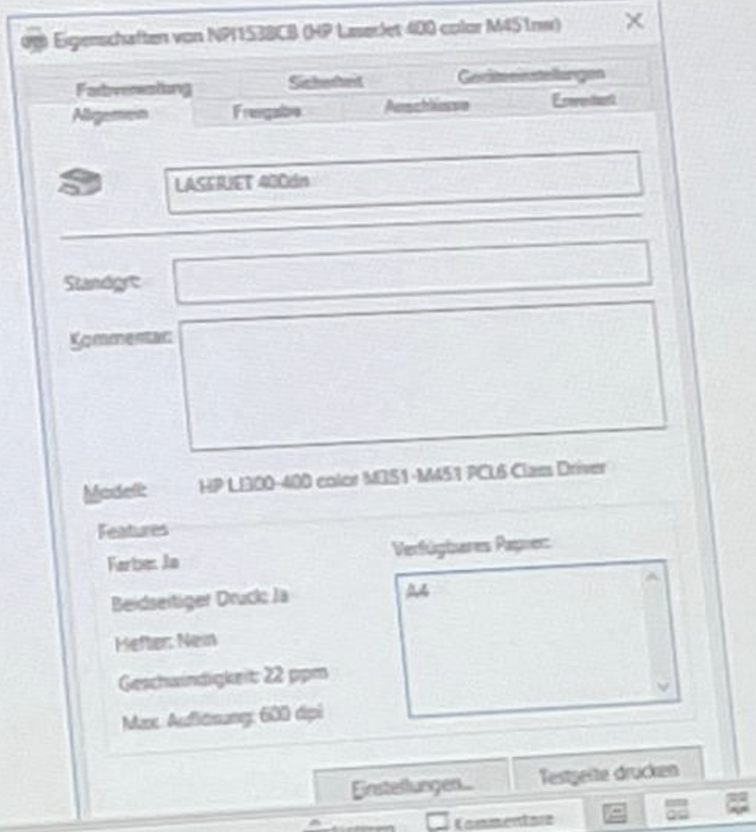 Eigenschaften von NPI1538CB (HP LaserJet 400 color M451nw)
Farbverwaltung Sicherheit Geräteeinstellungen
Allgemein Freigabe Anschlüsse Erweitert
LASERJET 400dn
Standort:
Kommentar:
Modell: HP LJ300-400 color M351-M451 PCL6 Class Driver
Features
Farbe: Ja
Verfügbares Papier:
A4
Beidseitiger Druck: Ja
Hefter: Nein
Geschwindigkeit: 22 ppm
Max. Auflösung: 600 dpi
Einstellungen... Testseite drucken
Notizen Kommentare